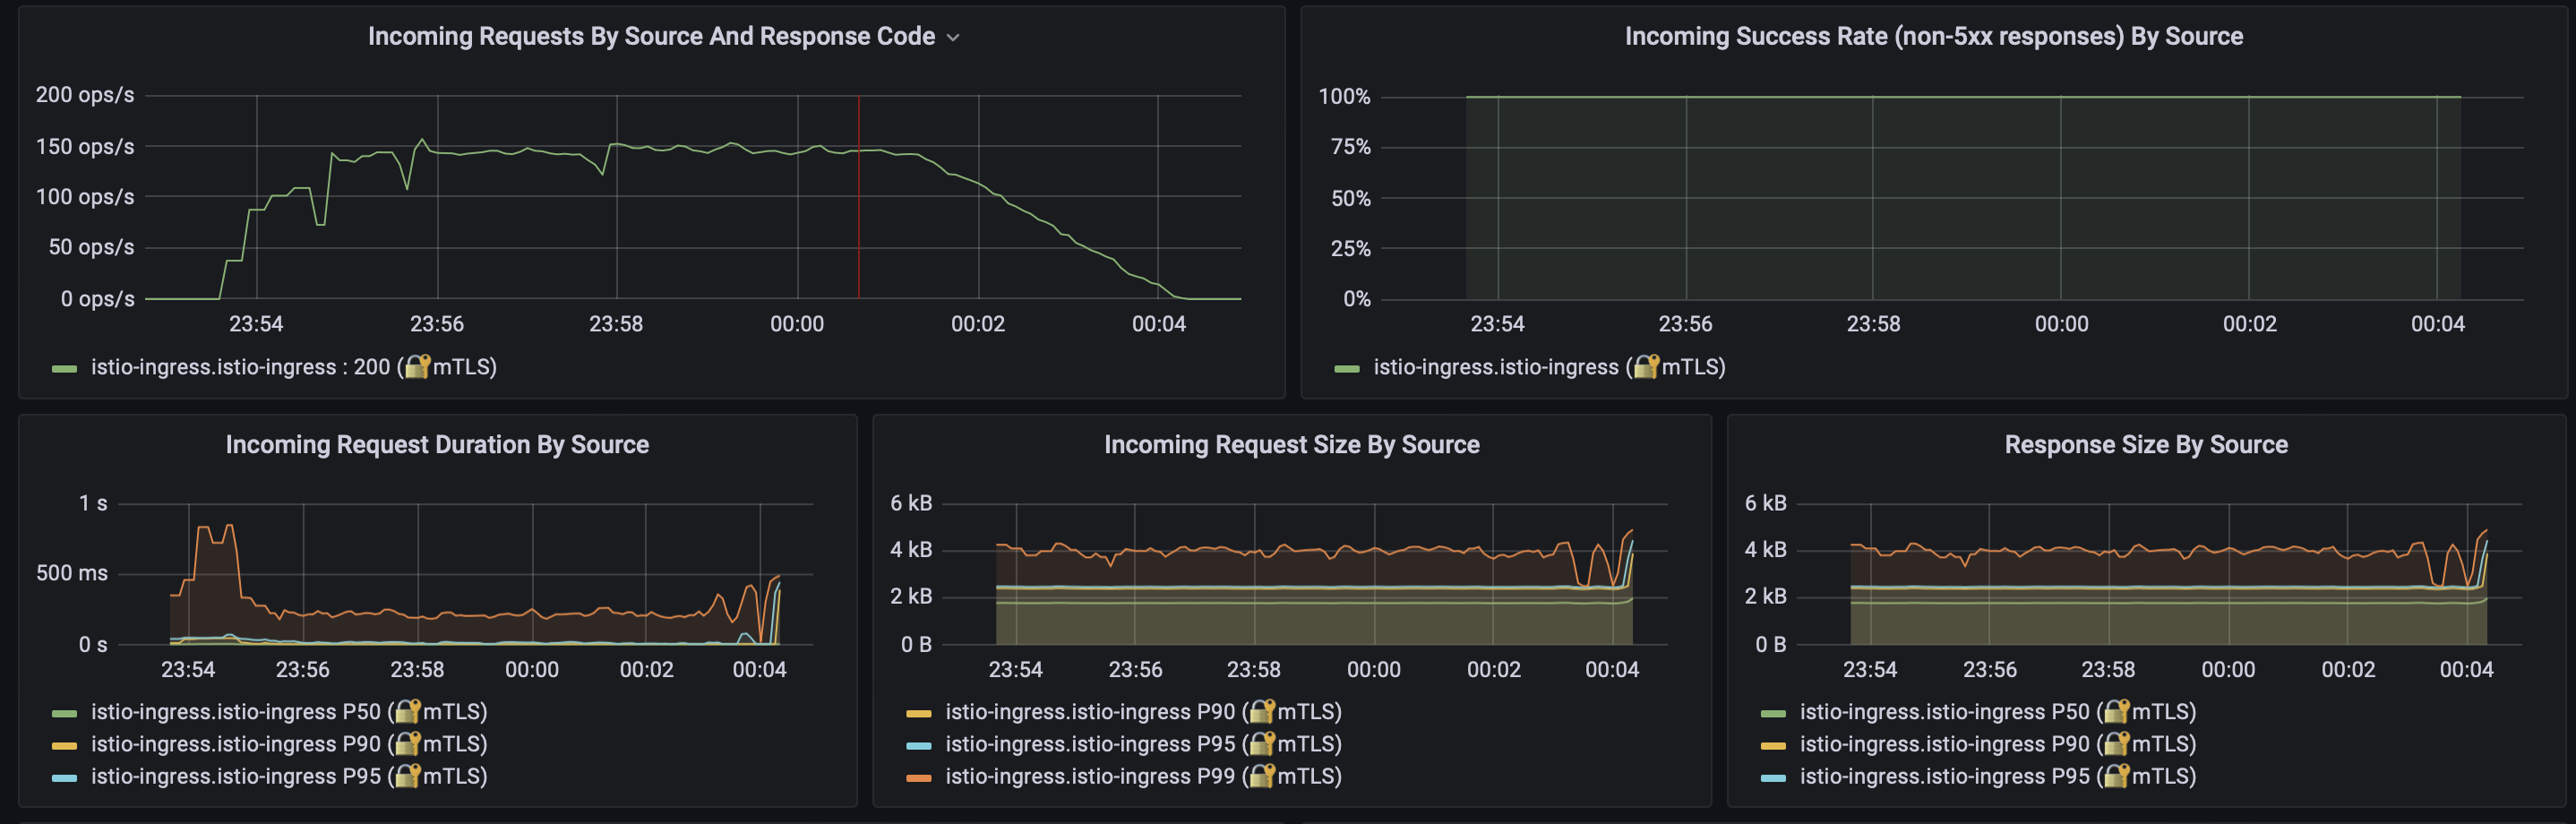 Incoming Requests By Source And Response Code
200 ops/s
150 ops/s
100 ops/s
50 ops/s
0 ops/s
23:54 23:56 23:58 00:00 00:02 00:04
istio-ingress.istio-ingress : 200 (🔐mTLS)
Incoming Success Rate (non-5xx responses) By Source
100%
75%
50%
25%
0%
23:54 23:56 23:58 00:00 00:02 00:04
istio-ingress.istio-ingress (🔐mTLS)
Incoming Request Duration By Source
1 s
500 ms
0 s
23:54 23:56 23:58 00:00 00:02 00:04
istio-ingress.istio-ingress P50 (🔐mTLS)
istio-ingress.istio-ingress P90 (🔐mTLS)
istio-ingress.istio-ingress P95 (🔐mTLS)
Incoming Request Size By Source
6 kB
4 kB
2 kB
0 B
23:54 23:56 23:58 00:00 00:02 00:04
istio-ingress.istio-ingress P90 (🔐mTLS)
istio-ingress.istio-ingress P95 (🔐mTLS)
istio-ingress.istio-ingress P99 (🔐mTLS)
Response Size By Source
6 kB
4 kB
2 kB
0 B
23:54 23:56 23:58 00:00 00:02 00:04
istio-ingress.istio-ingress P50 (🔐mTLS)
istio-ingress.istio-ingress P90 (🔐mTLS)
istio-ingress.istio-ingress P95 (🔐mTLS)